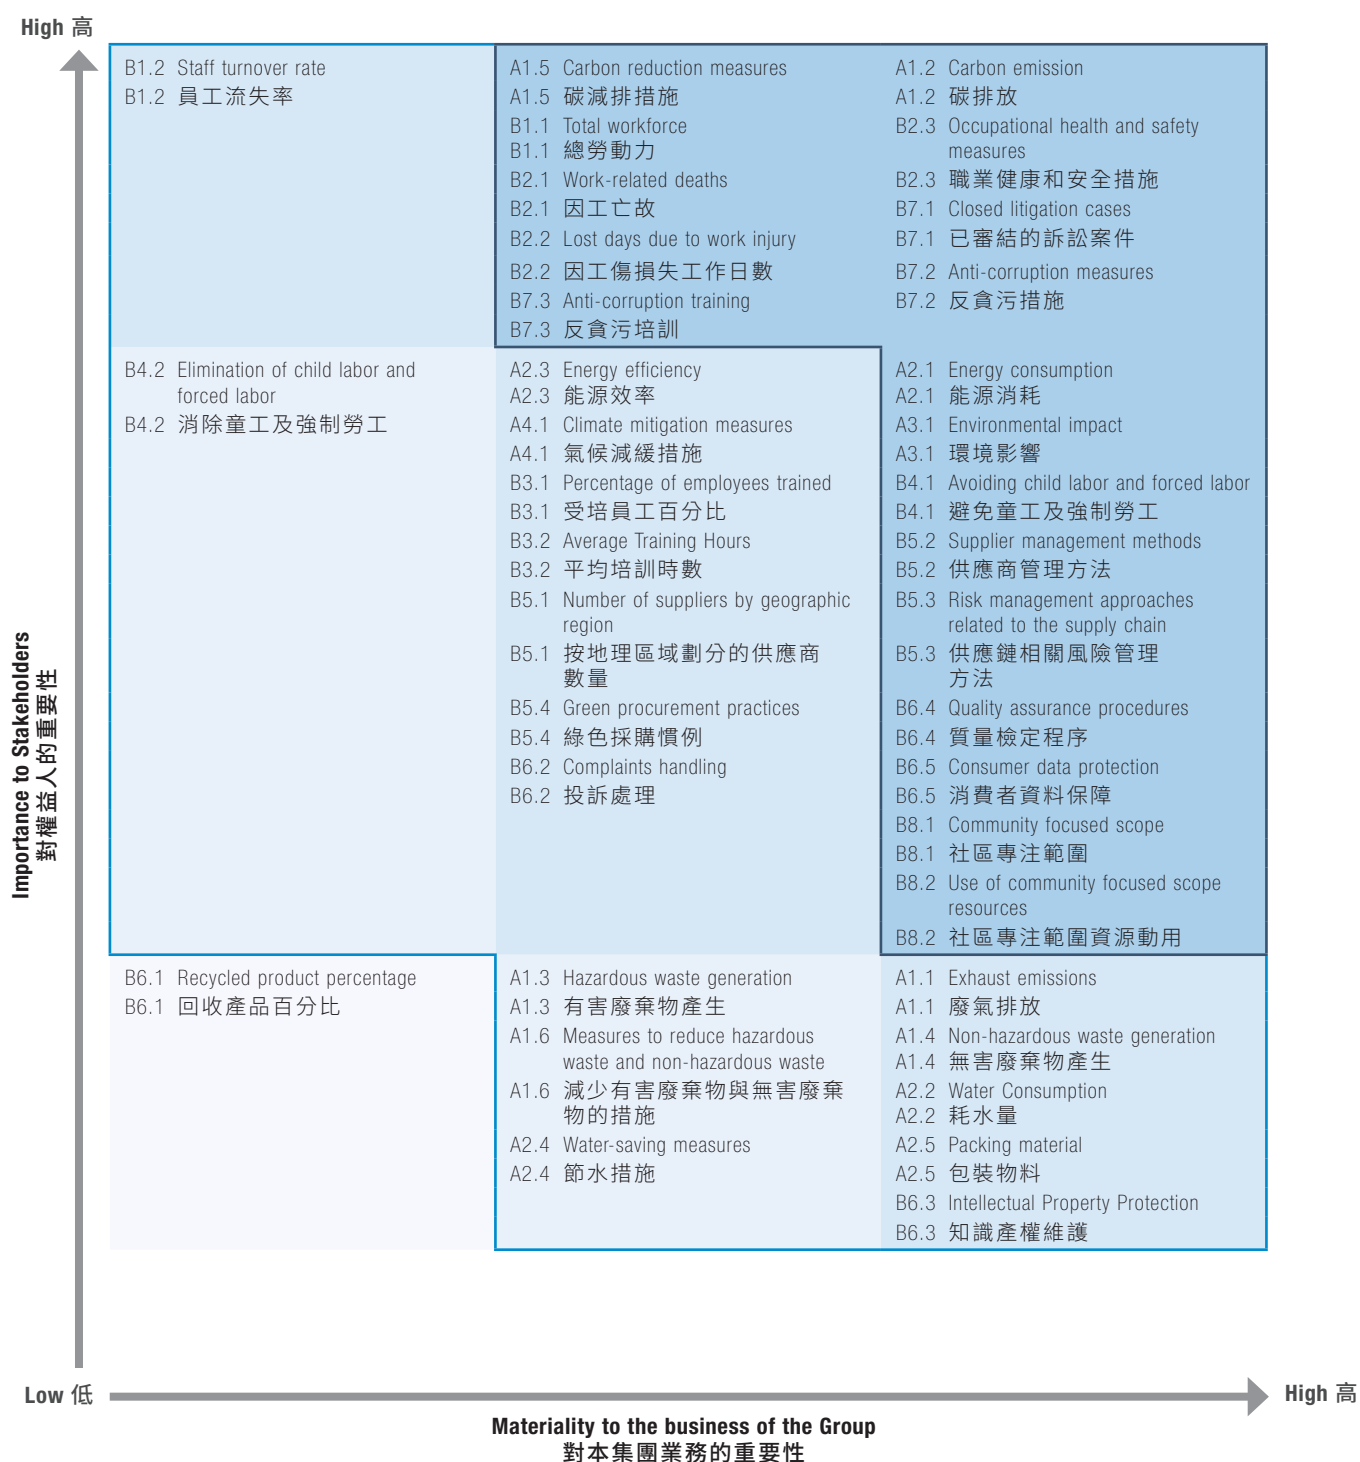 High 高
B1.2 Staff turnover rate
B1.2 員工流失率
A1.5 Carbon reduction measures
A1.5 碳減排措施
B1.1 Total workforce
B1.1 總勞動力
B2.1 Work-related deaths
B2.1 因工亡故
B2.2 Lost days due to work injury
B2.2 因工傷損失工作日數
B7.3 Anti-corruption training
B7.3 反貪污培訓
A1.2 Carbon emission
A1.2 碳排放
B2.3 Occupational health and safety
measures
B2.3 職業健康和安全措施
B7.1 Closed litigation cases
B7.1 已審結的訴訟案件
B7.2 Anti-corruption measures
B7.2 反貪污措施
B4.2 Elimination of child labor and
forced labor
B4.2 消除童工及強制勞工
A2.3 Energy efficiency
A2.3 能源效率
A4.1 Climate mitigation measures
A4.1 氣候減緩措施
B3.1 Percentage of employees trained
B3.1 受培員工百分比
B3.2 Average Training Hours
B3.2 平均培訓時數
B5.1 Number of suppliers by geographic
region
B5.1 按地理區域劃分的供應商
數量
B5.4 Green procurement practices
B5.4 綠色採購慣例
B6.2 Complaints handling
B6.2 投訴處理
A2.1 Energy consumption
A2.1 能源消耗
A3.1 Environmental impact
A3.1 環境影響
B4.1 Avoiding child labor and forced labor
B4.1 避免童工及強制勞工
B5.2 Supplier management methods
B5.2 供應商管理方法
B5.3 Risk management approaches
related to the supply chain
B5.3 供應鏈相關風險管理
方法
B6.4 Quality assurance procedures
B6.4 質量檢定程序
B6.5 Consumer data protection
B6.5 消費者資料保障
B8.1 Community focused scope
B8.1 社區專注範圍
B8.2 Use of community focused scope
resources
B8.2 社區專注範圍資源動用
B6.1 Recycled product percentage
B6.1 回收產品百分比
A1.3 Hazardous waste generation
A1.3 有害廢棄物產生
A1.6 Measures to reduce hazardous
waste and non-hazardous waste
A1.6 減少有害廢棄物與無害廢棄
物的措施
A2.4 Water-saving measures
A2.4 節水措施
A1.1 Exhaust emissions
A1.1 廢氣排放
A1.4 Non-hazardous waste generation
A1.4 無害廢棄物產生
A2.2 Water Consumption
A2.2 耗水量
A2.5 Packing material
A2.5 包裝物料
B6.3 Intellectual Property Protection
B6.3 知識產權維護
Importance to Stakeholders
對權益人的重要性
Low 低
High 高
Materiality to the business of the Group
對本集團業務的重要性